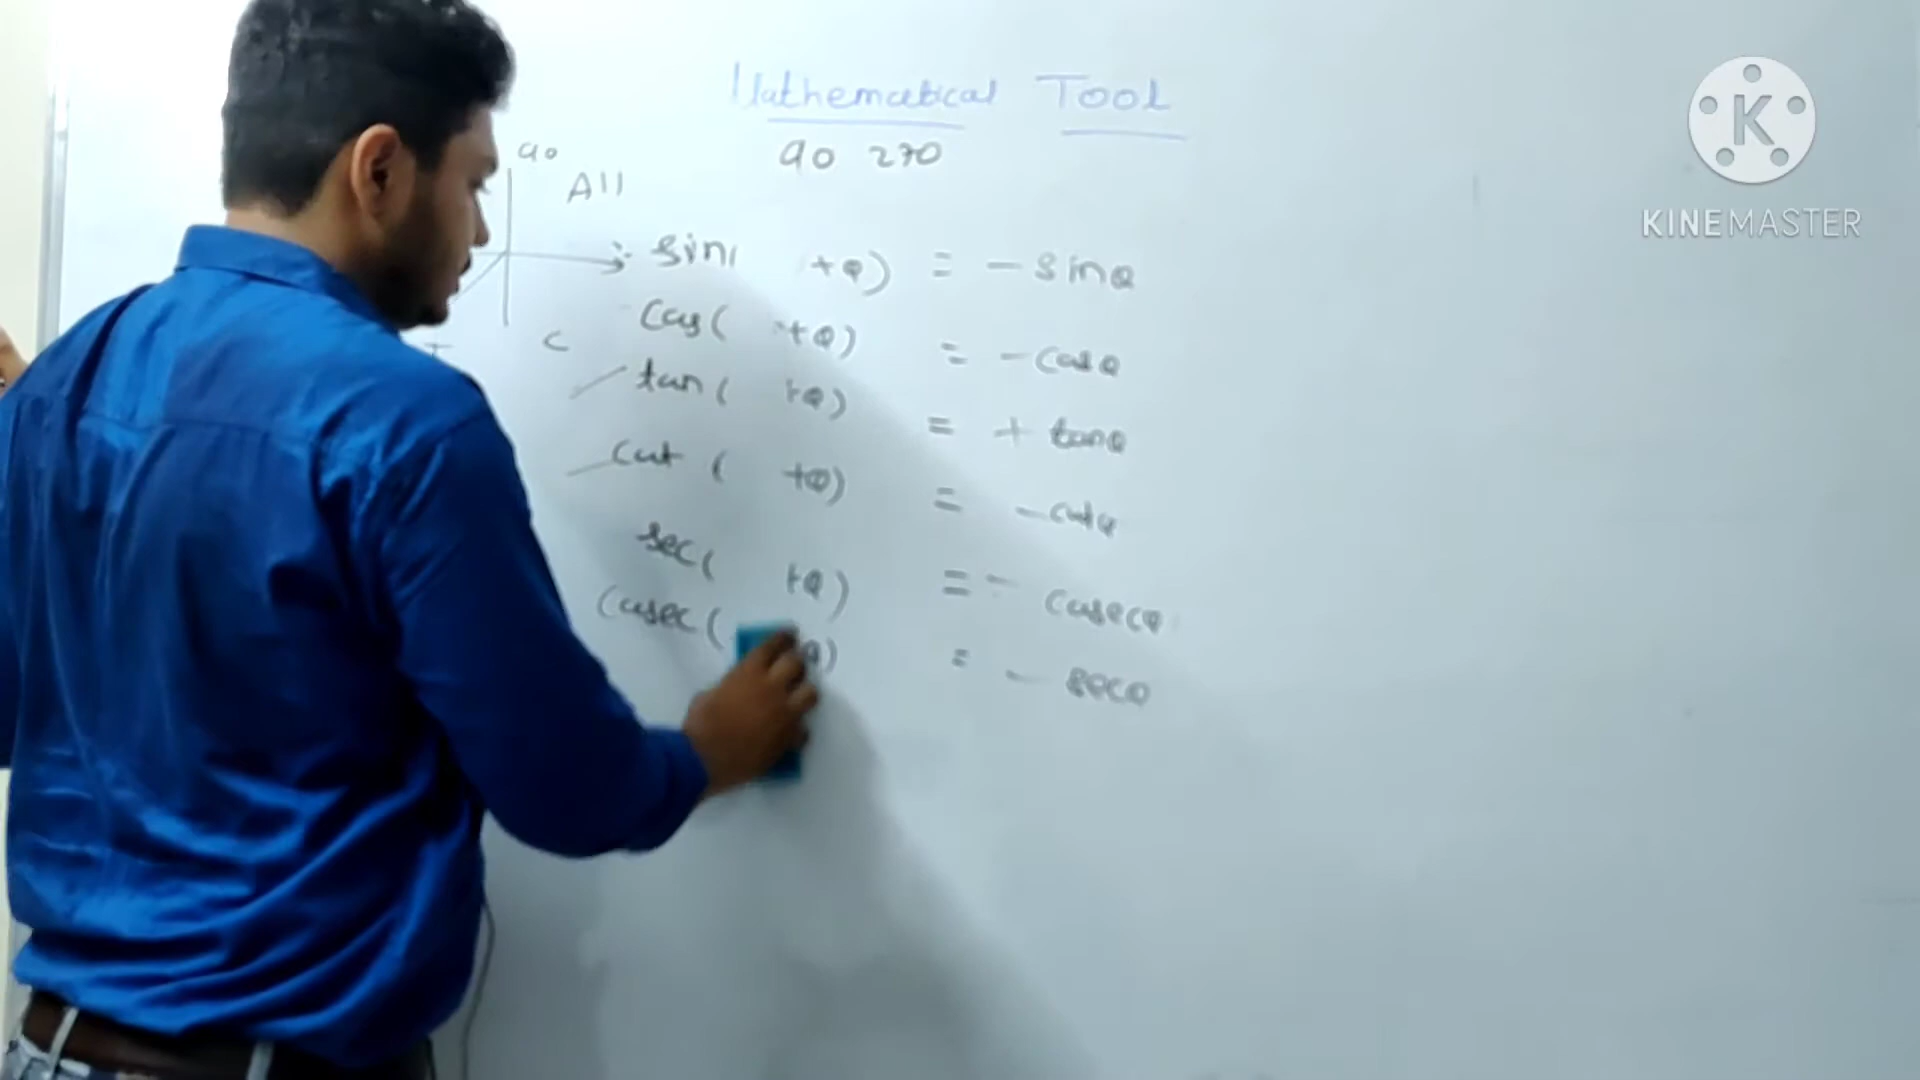 Mathematical Tool
90 270
90
All
C
sin( +θ) = - sinθ
Cos( +θ) = - cosθ
tan( +θ) = + tanθ
cot ( +θ) = - cotθ
sec( +θ) = - cosecθ
Cosec( θ) = - secθ
K
KINEMASTER